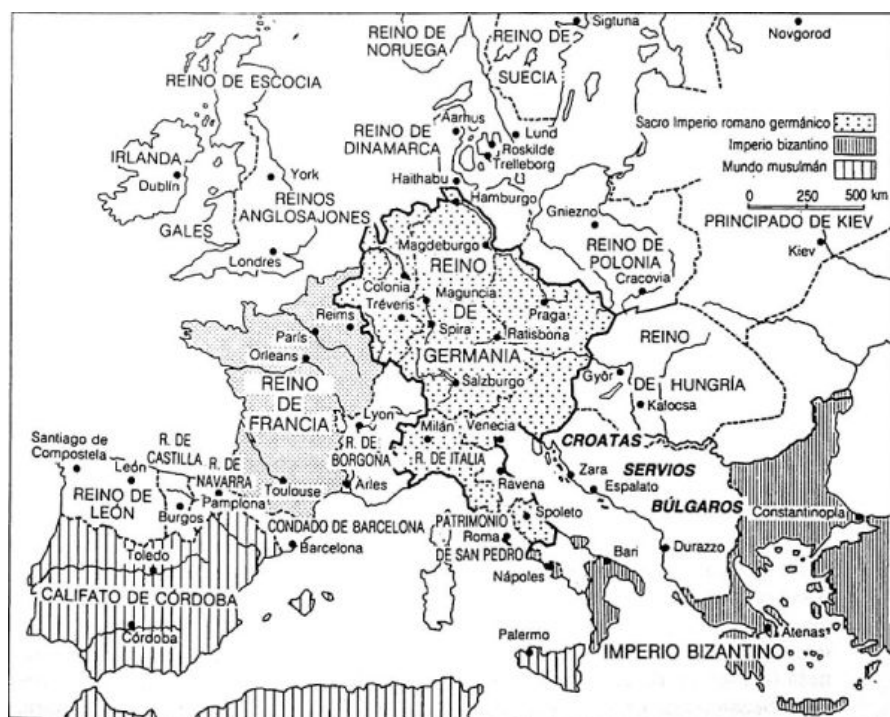 REINO DE
NORUEGA
REINO DE
SUECIA
Sigtuna
Novgorod
REINO DE ESCOCIA
Aarhus
Lund
REINO DE
DINAMARCA
Roskilde
Trelleborg
Sacro Imperio romano germánico
Imperio bizantino
Mundo musulmán
0
500 km
IRLANDA
Dublín
York
REINOS
ANGLOSAJONES
GALES
Londres
Haithabu
Hamburgo
Gniezno
PRINCIPADO DE KIEV
Kiev
Magdeburgo
REINO DE
POLONIA
Cracovia
REINO
DE
GERMANIA
Colonia
Tréveris
Maguncia
Spira
Praga
Ratisbona
Salzburgo
Reims
París
Orleans
REINO
DE
FRANCIA
REINO
DE HUNGRÍA
Györ
Kalocsa
Lyon
R. DE
BORGOÑA
Arles
Toulouse
Milán
Venecia
R. DE ITALIA
Ravena
CROATAS
SERVIOS
BÚLGAROS
Zara
Espalato
Durazzo
Constantinopla
Santiago de
Compostela
León
REINO DE
LEÓN
R. DE
CASTILLA
R. DE
NAVARRA
Pamplona
Burgos
CONDADO DE BARCELONA
Barcelona
PATRIMONIO
DE SAN PEDRO
Roma
Spoleto
Nápoles
Bari
Toledo
CALIFATO DE CÓRDOBA
Córdoba
Palermo
IMPERIO BIZANTINO
Atenas